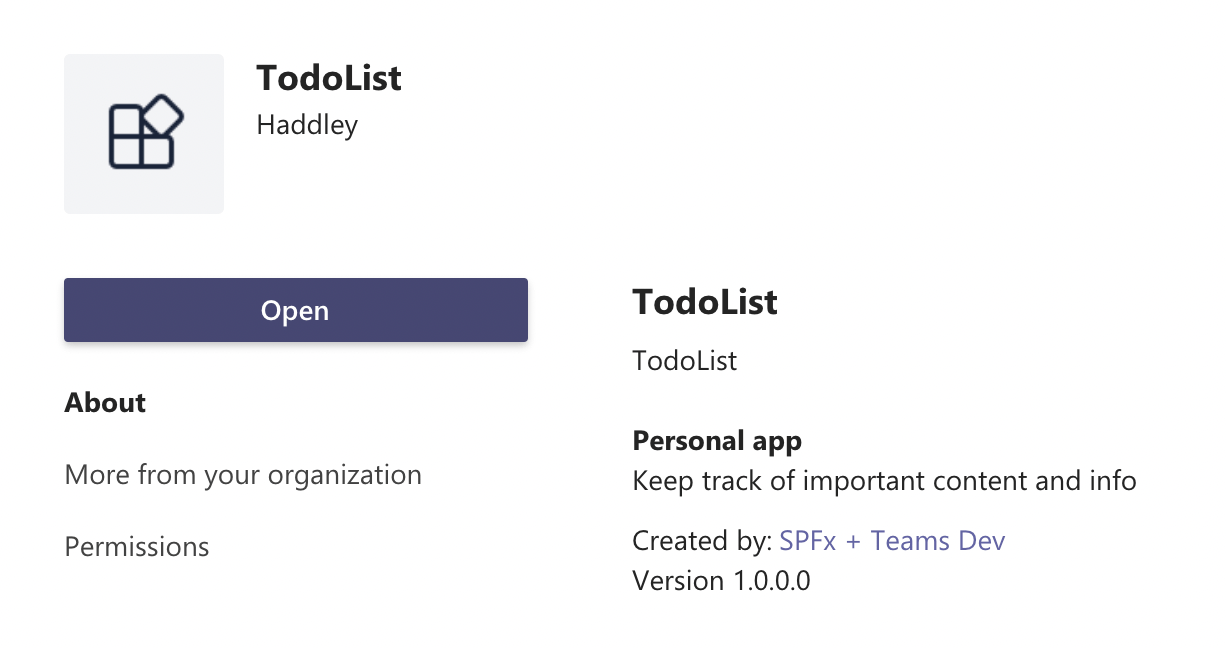 TodoList
Haddley
Open
About
More from your organization
Permissions
TodoList
TodoList
Personal app
Keep track of important content and info
Created by: SPFx + Teams Dev
Version 1.0.0.0